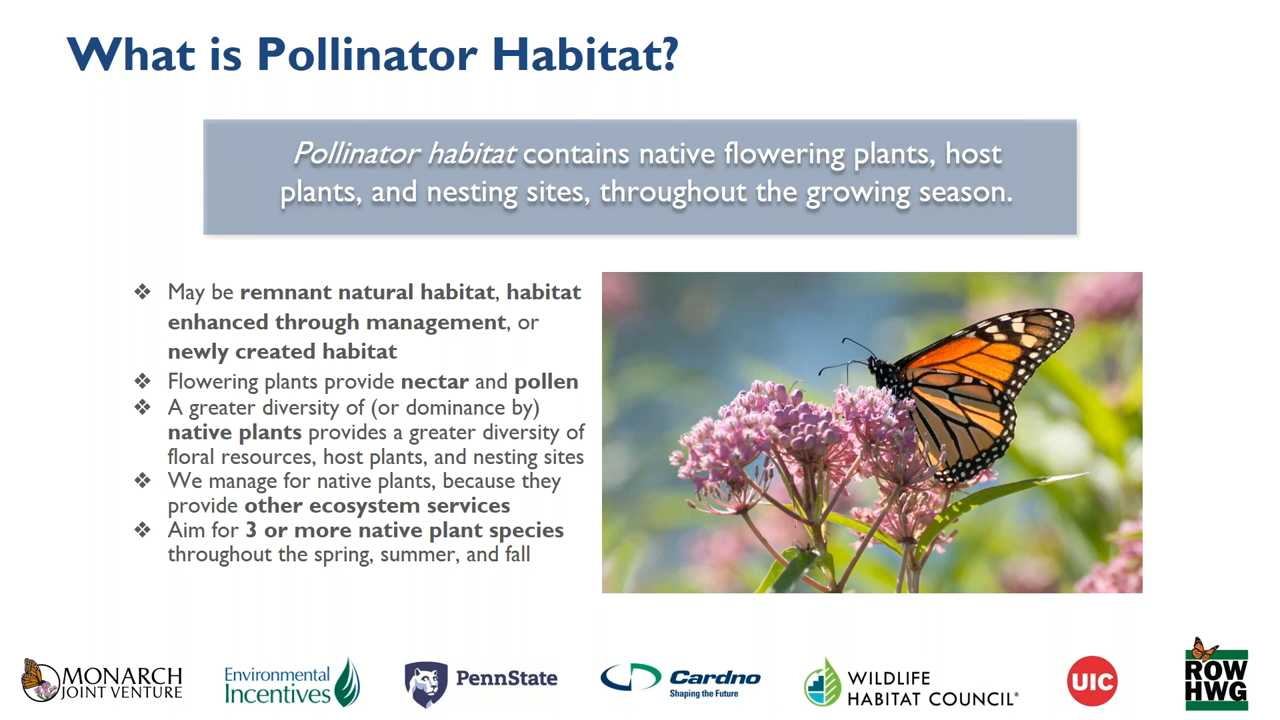 What is Pollinator Habitat?
Pollinator habitat contains native flowering plants, host
plants, and nesting sites, throughout the growing season.
❖ May be remnant natural habitat, habitat
enhanced through management, or
newly created habitat
❖ Flowering plants provide nectar and pollen
❖ A greater diversity of (or dominance by)
native plants provides a greater diversity of
floral resources, host plants, and nesting sites
❖ We manage for native plants, because they
provide other ecosystem services
❖ Aim for 3 or more native plant species
throughout the spring, summer, and fall
MONARCH
JOINT VENTURE
Environmental
Incentives
PennState
Cardno
Shaping the Future
WILDLIFE
HABITAT COUNCIL®
UIC
ROW
HWG